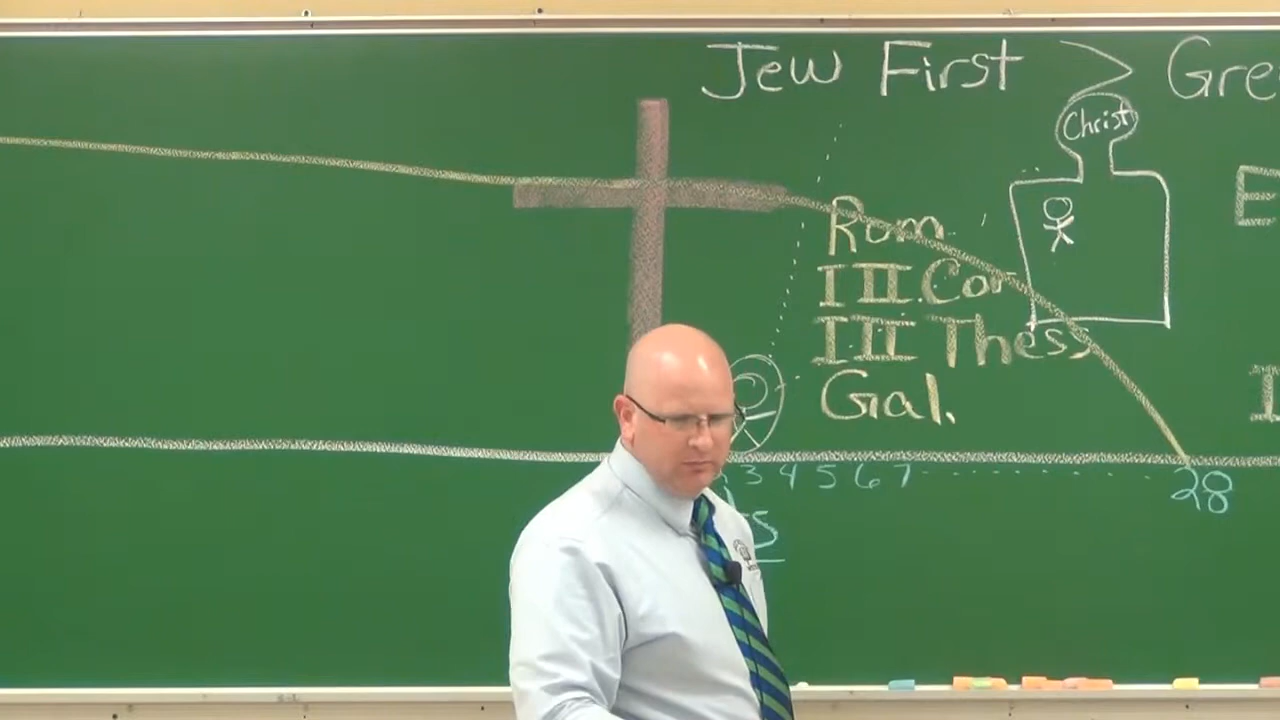 Jew First >
Christ
Rom.
I II Cor
I II Thess
Gal.
3 4 5 6 7
28